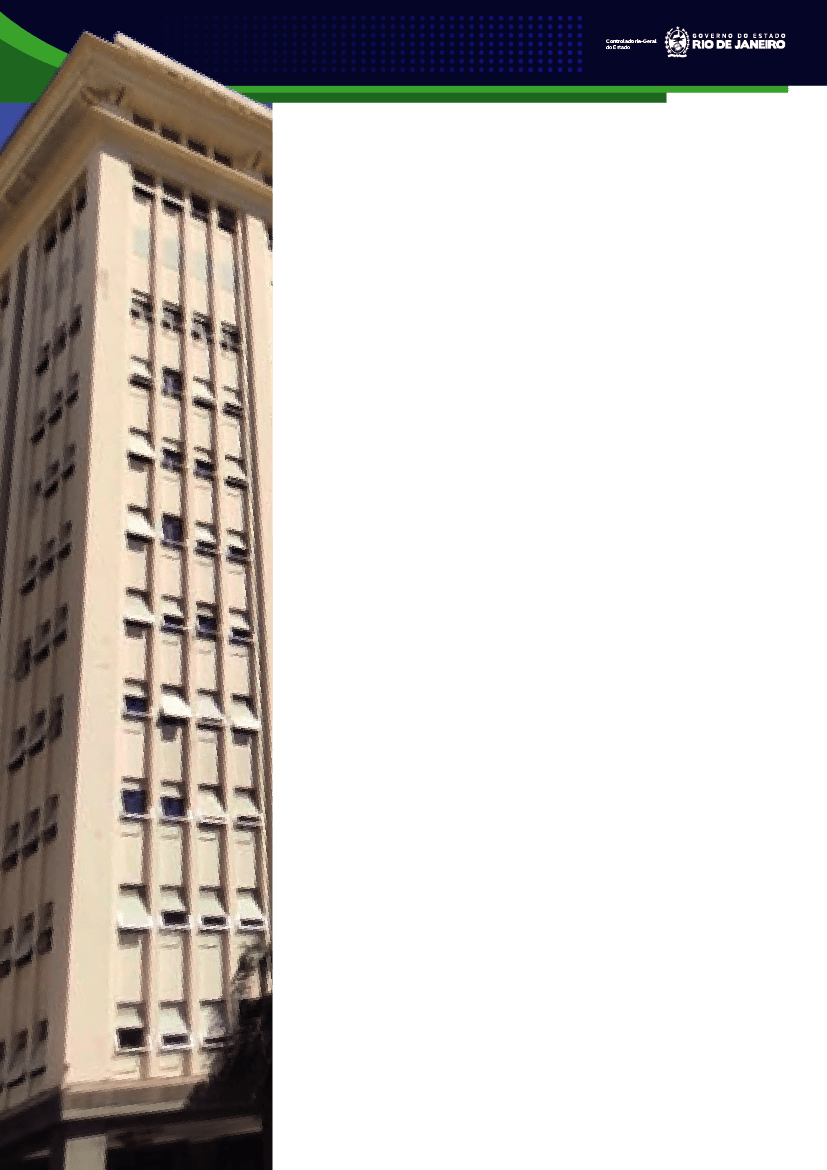 Controladoria-Geral
do Estado
GOVERNO DO ESTADO
RIO DE JANEIRO